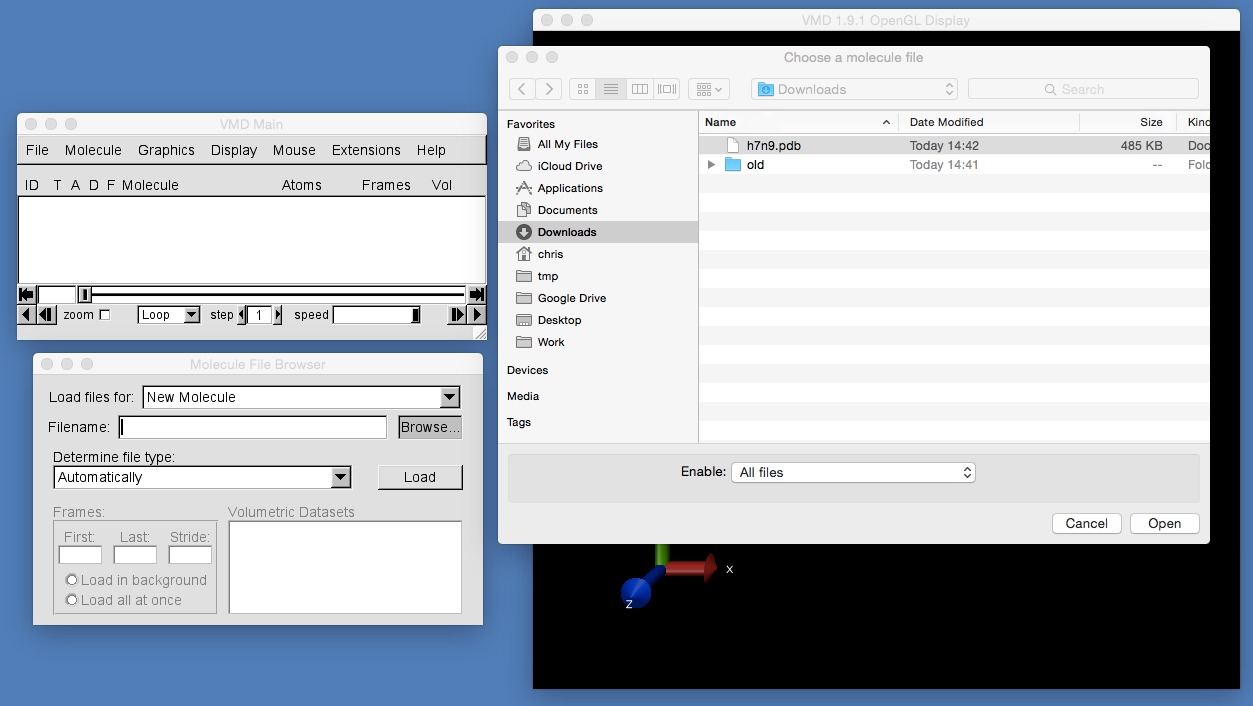 VMD 1.9.1 OpenGL Display
Choose a molecule file
Downloads
Search
Favorites
All My Files
iCloud Drive
Applications
Documents
Downloads
chris
tmp
Google Drive
Desktop
Work
Devices
Media
Tags
Name Date Modified Size Kind
h7n9.pdb Today 14:42 485 KB Doc
old Today 14:41 -- Fold
Enable: All files
Cancel Open
VMD Main
File Molecule Graphics Display Mouse Extensions Help
ID T A D F Molecule Atoms Frames Vol
zoom Loop step 1 speed
Molecule File Browser
Load files for: New Molecule
Filename: Browse...
Determine file type:
Automatically Load
Frames: Volumetric Datasets
First: Last: Stride:
Load in background
Load all at once
x
z